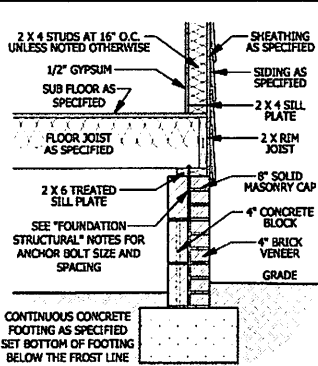 2 X 4 STUDS AT 16" O.C.
UNLESS NOTED OTHERWISE
1/2" GYPSUM
SUB FLOOR AS
SPECIFIED
FLOOR JOIST
AS SPECIFIED
2 X 6 TREATED
SILL PLATE
SEE "FOUNDATION
STRUCTURAL" NOTES FOR
ANCHOR BOLT SIZE AND
SPACING
CONTINUOUS CONCRETE
FOOTING AS SPECIFIED
SET BOTTOM OF FOOTING
BELOW THE FROST LINE
SHEATHING
AS SPECIFIED
SIDING AS
SPECIFIED
2 X 4 SILL
PLATE
2 X RIM
JOIST
8" SOLID
MASONRY CAP
4" CONCRETE
BLOCK
4" BRICK
VENEER
GRADE